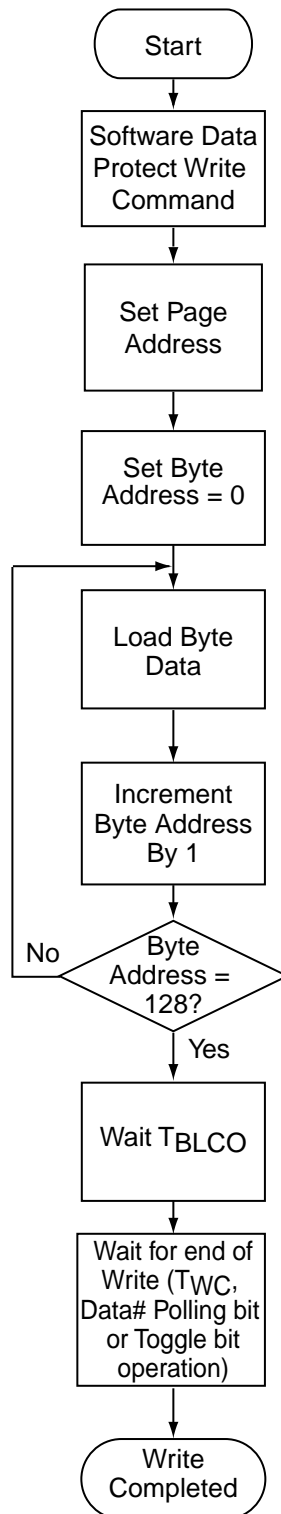 Start
Software Data
Protect Write
Command
Set Page
Address
Set Byte
Address = 0
Load Byte
Data
Increment
Byte Address
By 1
Byte
Address =
128?
No
Yes
Wait TBLCO
Wait for end of
Write (TWC,
Data# Polling bit
or Toggle bit
operation)
Write
Completed